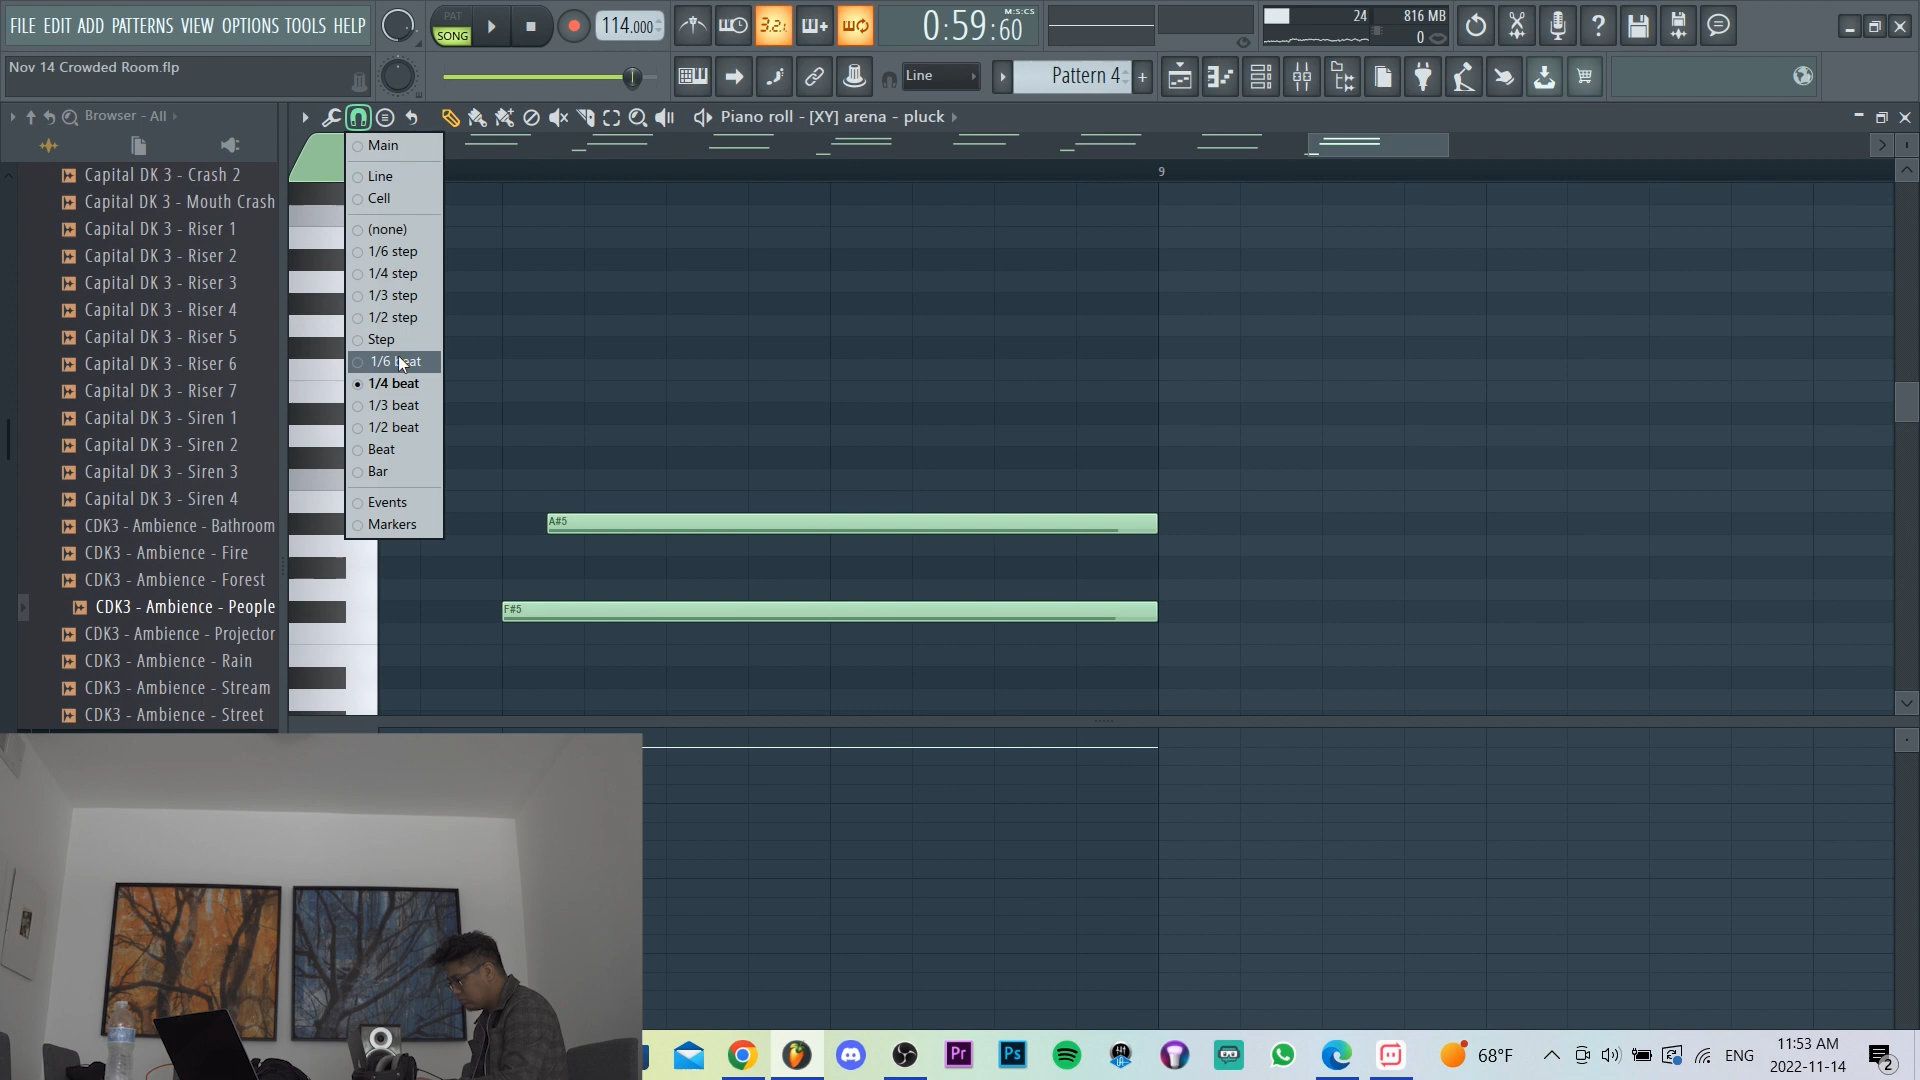 FILE EDIT ADD PATTERNS VIEW OPTIONS TOOLS HELP
PAT
SONG
114.000
3.2.
0:59:60
M:S:CS
24
816 MB
0
Nov 14 Crowded Room.flp
Line
Pattern 4
+
Browser - All
Piano roll - [XY] arena - pluck
9
Capital DK 3 - Crash 2
Capital DK 3 - Mouth Crash
Capital DK 3 - Riser 1
Capital DK 3 - Riser 2
Capital DK 3 - Riser 3
Capital DK 3 - Riser 4
Capital DK 3 - Riser 5
Capital DK 3 - Riser 6
Capital DK 3 - Riser 7
Capital DK 3 - Siren 1
Capital DK 3 - Siren 2
Capital DK 3 - Siren 3
Capital DK 3 - Siren 4
CDK3 - Ambience - Bathroom
CDK3 - Ambience - Fire
CDK3 - Ambience - Forest
CDK3 - Ambience - People
CDK3 - Ambience - Projector
CDK3 - Ambience - Rain
CDK3 - Ambience - Stream
CDK3 - Ambience - Street
Main
Line
Cell
(none)
1/6 step
1/4 step
1/3 step
1/2 step
Step
1/6 beat
1/4 beat
1/3 beat
1/2 beat
Beat
Bar
Events
Markers
A#5
F#5
Pr
Ps
68°F
ENG
11:53 AM
2022-11-14
2